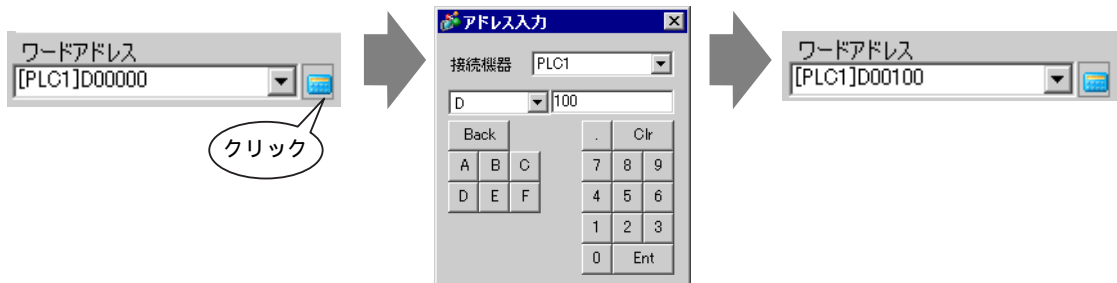 ワードアドレス
[PLC1]D00000
クリック
アドレス入力
接続機器 PLC1
D 100
Back . Clr
A B C 7 8 9
D E F 4 5 6
1 2 3
0 Ent
ワードアドレス
[PLC1]D00100